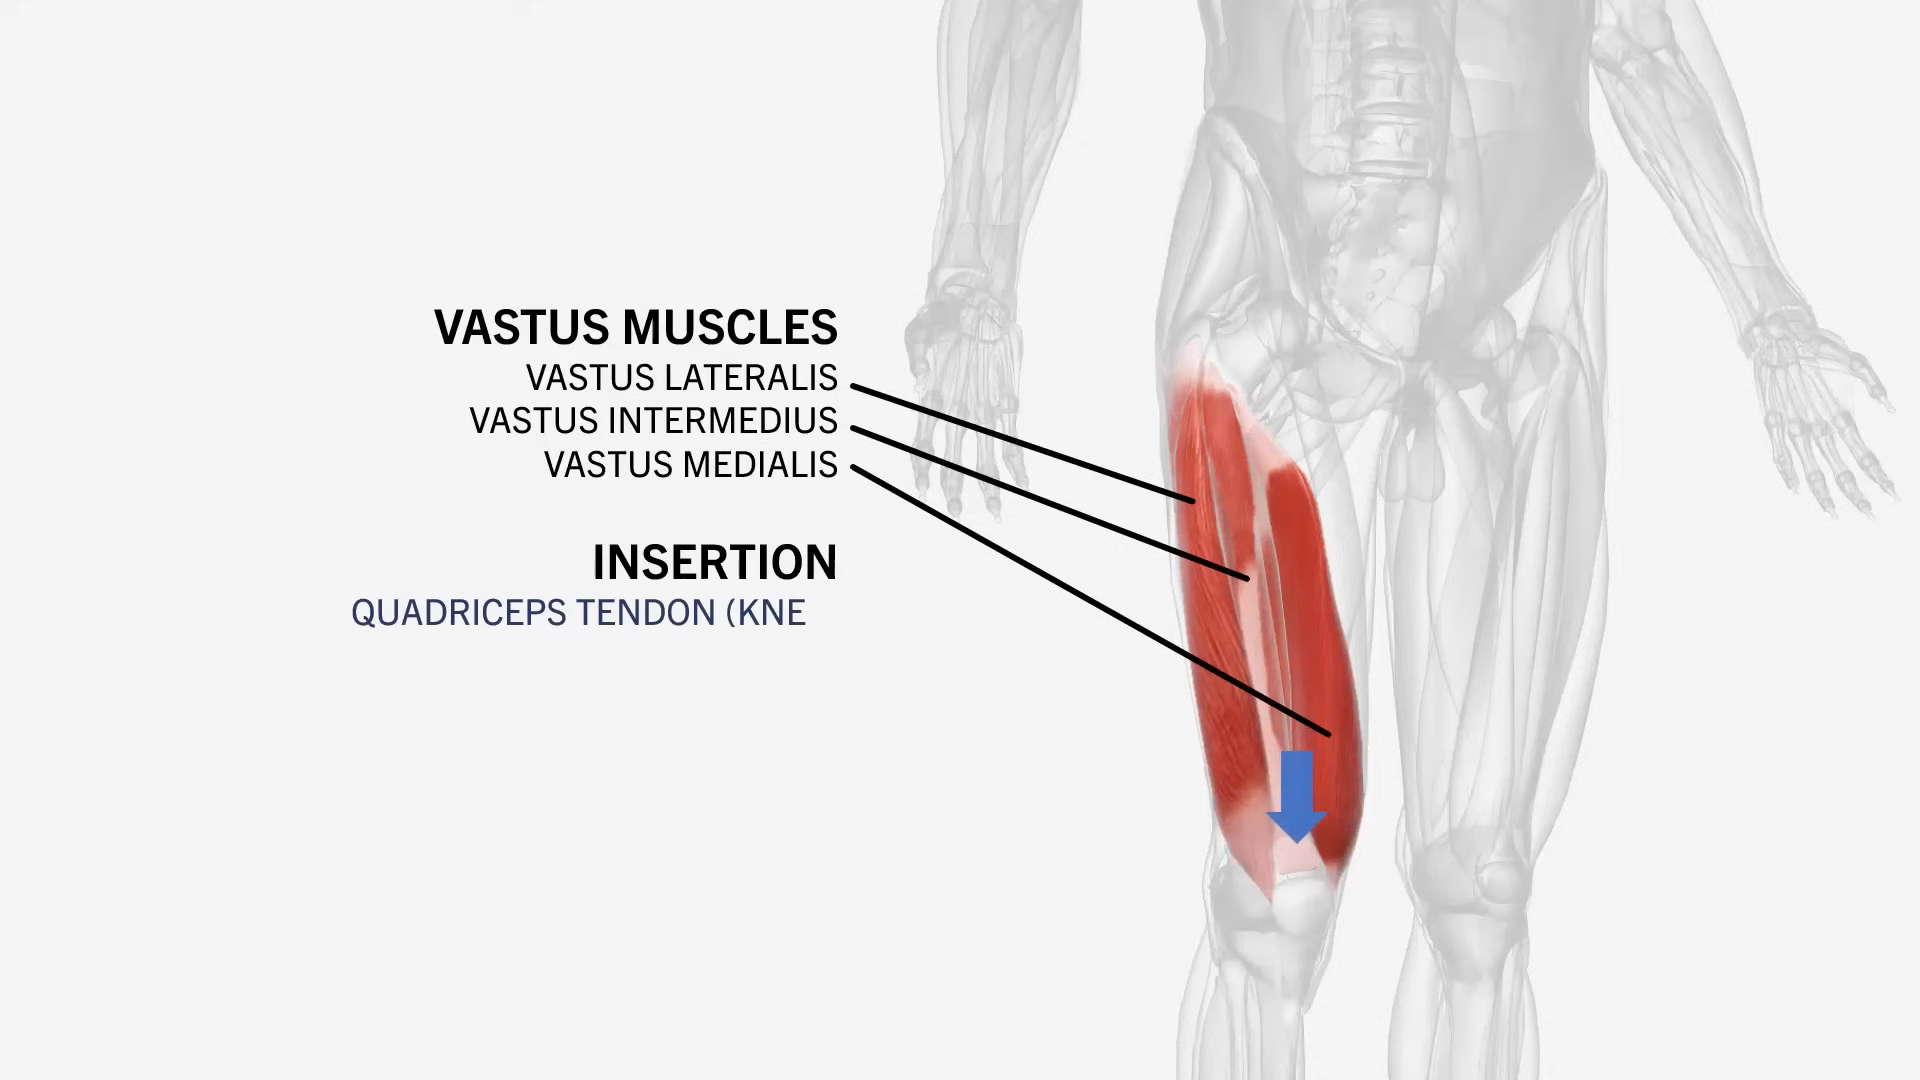 VASTUS MUSCLES
VASTUS LATERALIS
VASTUS INTERMEDIUS
VASTUS MEDIALIS
INSERTION
QUADRICEPS TENDON (KNE